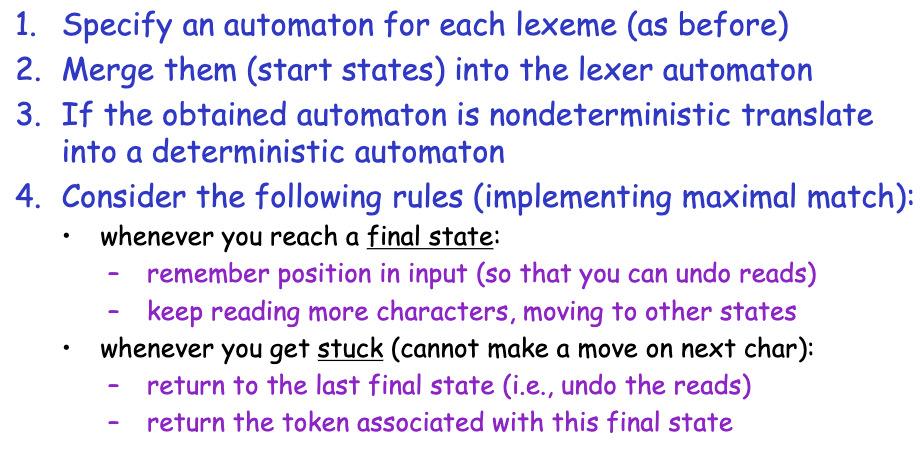 1. Specify an automaton for each lexeme (as before)
2. Merge them (start states) into the lexer automaton
3. If the obtained automaton is nondeterministic translate
into a deterministic automaton
4. Consider the following rules (implementing maximal match):
• whenever you reach a final state:
– remember position in input (so that you can undo reads)
– keep reading more characters, moving to other states
• whenever you get stuck (cannot make a move on next char):
– return to the last final state (i.e., undo the reads)
– return the token associated with this final state